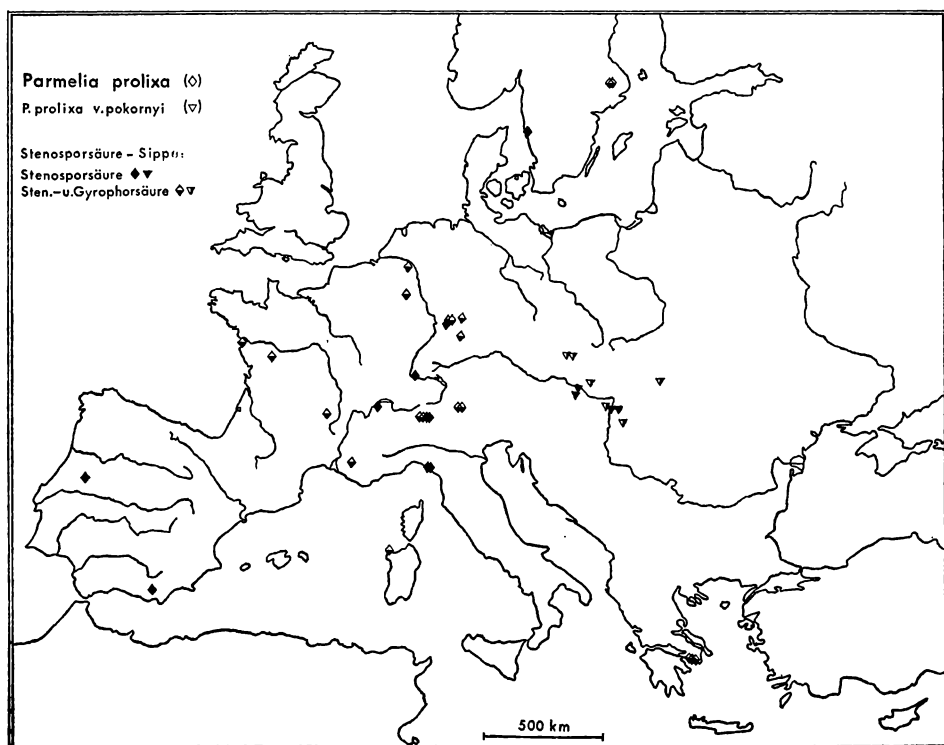 Parmelia prolixa (◇)
P. prolixa v. pokornyi (▽)
Stenosporsäure - Sippe:
Stenosporsäure ◆▼
Sten.-u.Gyrophorsäure ⬙▽
500 km